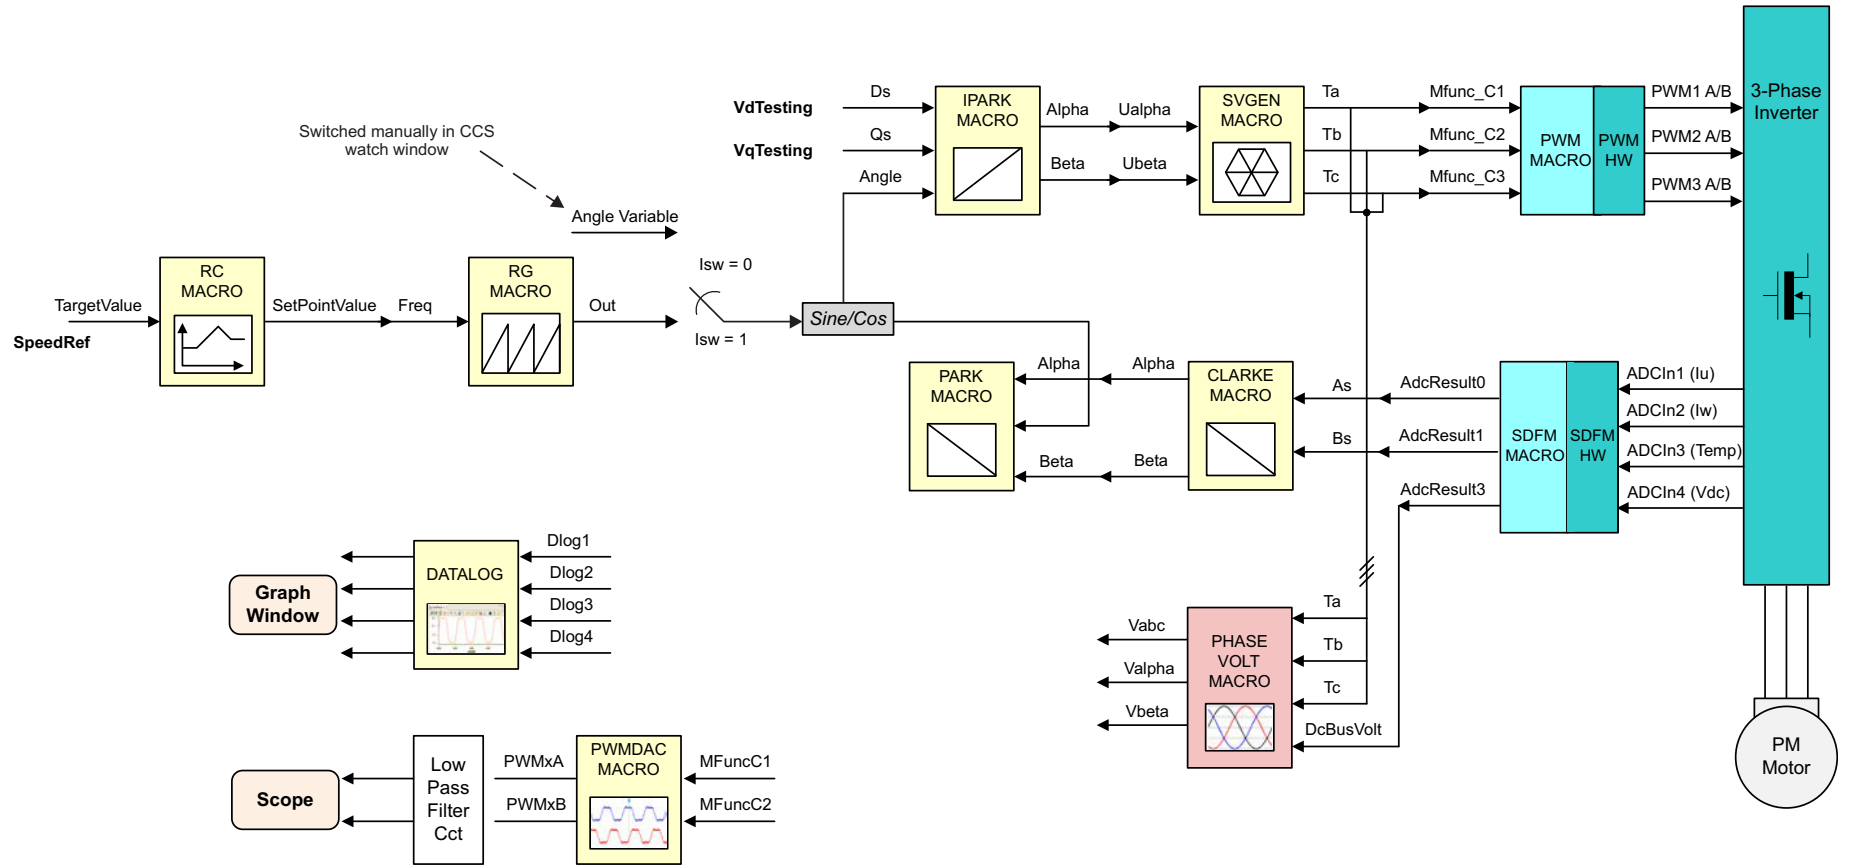 Switched manually in CCS
watch window
Angle Variable
TargetValue
SpeedRef
RC
MACRO
SetPointValue
Freq
RG
MACRO
Out
Isw = 0
Isw = 1
Sine/Cos
VdTesting
VqTesting
Ds
Qs
Angle
IPARK
MACRO
Alpha
Beta
Ualpha
Ubeta
SVGEN
MACRO
Ta
Tb
Tc
Mfunc_C1
Mfunc_C2
Mfunc_C3
PWM
MACRO
PWM
HW
PWM1 A/B
PWM2 A/B
PWM3 A/B
3-Phase
Inverter
PARK
MACRO
Alpha
Alpha
Beta
Beta
CLARKE
MACRO
As
Bs
AdcResult0
AdcResult1
AdcResult3
SDFM
MACRO
SDFM
HW
ADCIn1 (Iu)
ADCIn2 (Iw)
ADCIn3 (Temp)
ADCIn4 (Vdc)
Graph
Window
DATALOG
Dlog1
Dlog2
Dlog3
Dlog4
Vabc
Valpha
Vbeta
PHASE
VOLT
MACRO
Ta
Tb
Tc
DcBusVolt
PM
Motor
Scope
Low
Pass
Filter
Cct
PWMxA
PWMxB
PWMDAC
MACRO
MFuncC1
MFuncC2